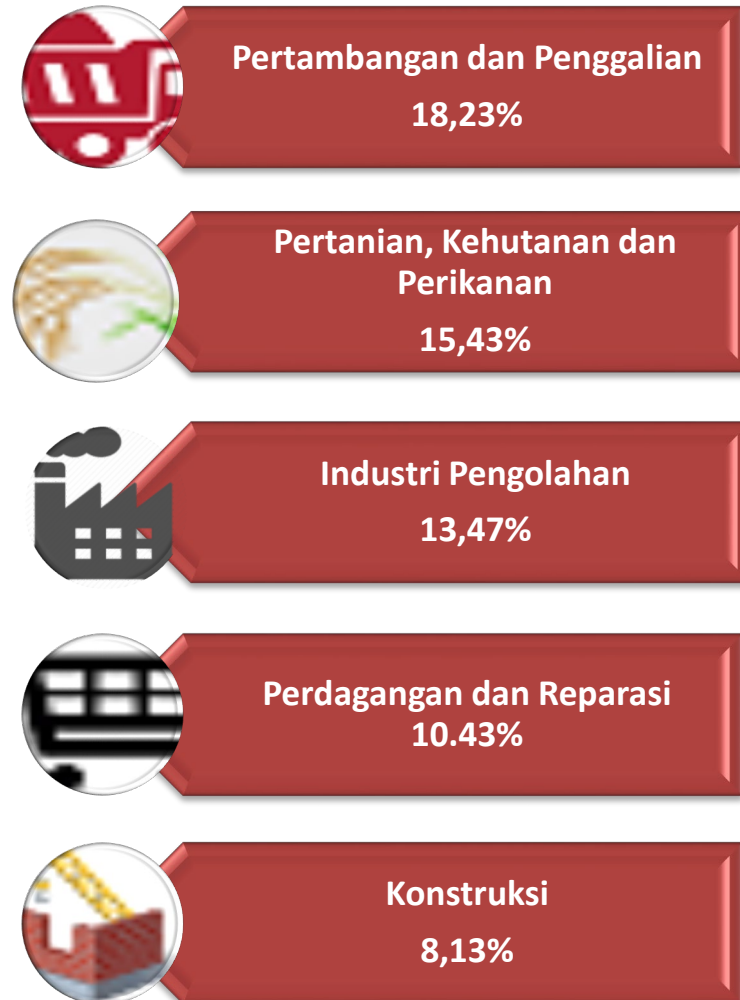 Pertambangan dan Penggalian
18,23%
Pertanian, Kehutanan dan
Perikanan
15,43%
Industri Pengolahan
13,47%
Perdagangan dan Reparasi
10.43%
Konstruksi
8,13%